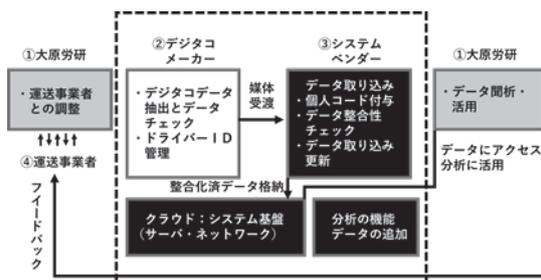 ①大原労研
・運送事業者
との調整
④運送事業者
フイードバック
②デジタコ
メーカー
・デジタコデータ
抽出とデータ
チェック
・ドライバーＩＤ
管理
媒体
受渡
③システム
ベンダー
データ取り込み
・個人コード付与
・データ整合性
チェック
・データ取り込み
更新
整合化済データ格納
クラウド：システム基盤
（サーバ・ネットワーク）
分析の機能
データの追加
①大原労研
・データ聞析・
活用
データにアクセス
分析に活用